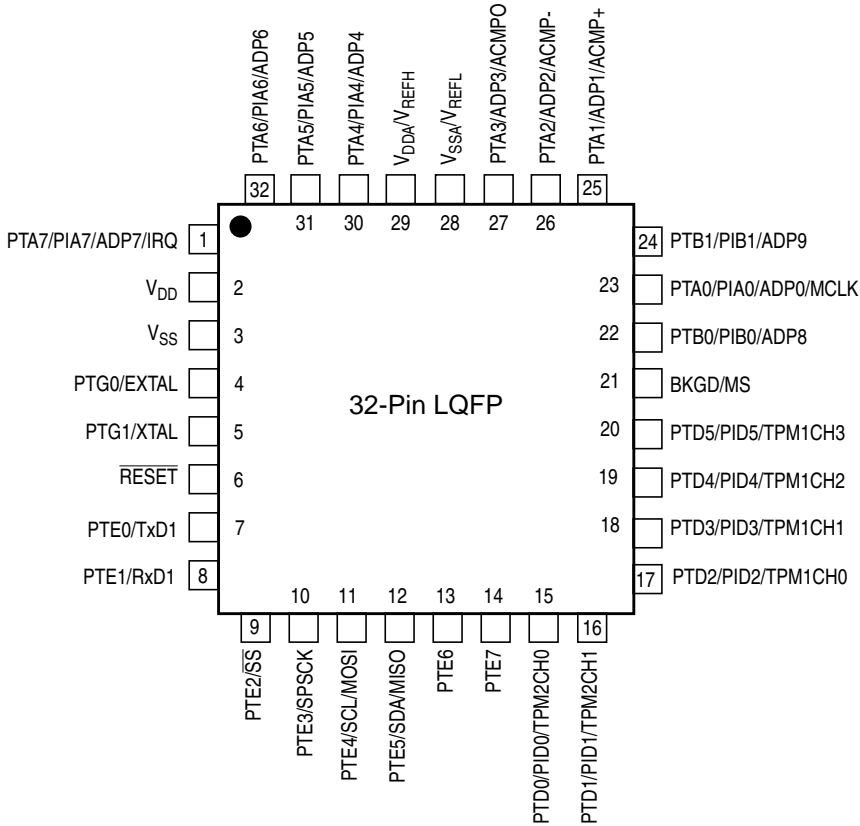 PTA6/PIA6/ADP6
PTA5/PIA5/ADP5
PTA4/PIA4/ADP4
VDDA/VREFH
VSSA/VREFL
PTA3/ADP3/ACMPO
PTA2/ADP2/ACMP-
PTA1/ADP1/ACMP+
32
31
30
29
28
27
26
25
PTA7/PIA7/ADP7/IRQ 1
VDD 2
VSS 3
PTG0/EXTAL 4
PTG1/XTAL 5
RESET 6
PTE0/TxD1 7
PTE1/RxD1 8
32-Pin LQFP
24 PTB1/PIB1/ADP9
23 PTA0/PIA0/ADP0/MCLK
22 PTB0/PIB0/ADP8
21 BKGD/MS
20 PTD5/PID5/TPM1CH3
19 PTD4/PID4/TPM1CH2
18 PTD3/PID3/TPM1CH1
17 PTD2/PID2/TPM1CH0
9
10
11
12
13
14
15
16
PTE2/SS
PTE3/SPSCK
PTE4/SCL/MOSI
PTE5/SDA/MISO
PTE6
PTE7
PTD0/PID0/TPM2CH0
PTD1/PID1/TPM2CH1